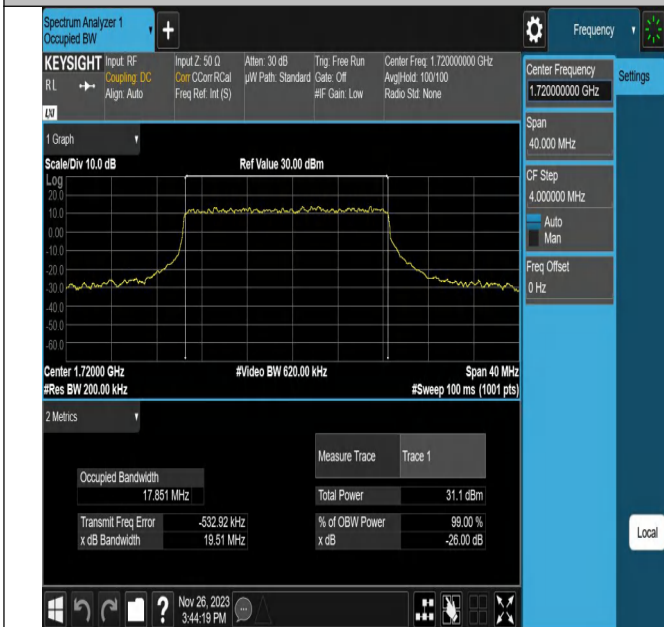 Spectrum Analyzer 1
Occupied BW
+
Frequency
KEYSIGHT Input: RF Input Z: 50 Ω Atten: 30 dB Trig: Free Run Center Freq: 1.720000000 GHz
RL Coupling: DC Corr CCorr RCal µW Path: Standard Gate: Off Avg|Hold: 100/100
Align: Auto Freq Ref: Int (S) #IF Gain: Low Radio Std: None
LXI
Center Frequency
1.720000000 GHz
Settings
Span
40.000 MHz
CF Step
4.000000 MHz
Auto
Man
Freq Offset
0 Hz
1 Graph
Scale/Div 10.0 dB Ref Value 30.00 dBm
Log
20.0
10.0
0.00
-10.0
-20.0
-30.0
-40.0
-50.0
-60.0
Center 1.72000 GHz #Video BW 620.00 kHz Span 40 MHz
#Res BW 200.00 kHz #Sweep 100 ms (1001 pts)
2 Metrics
Measure Trace Trace 1
Occupied Bandwidth
17.851 MHz Total Power 31.1 dBm
Transmit Freq Error -532.92 kHz % of OBW Power 99.00 %
x dB Bandwidth 19.51 MHz x dB -26.00 dB
Local
? Nov 26, 2023
3:44:19 PM